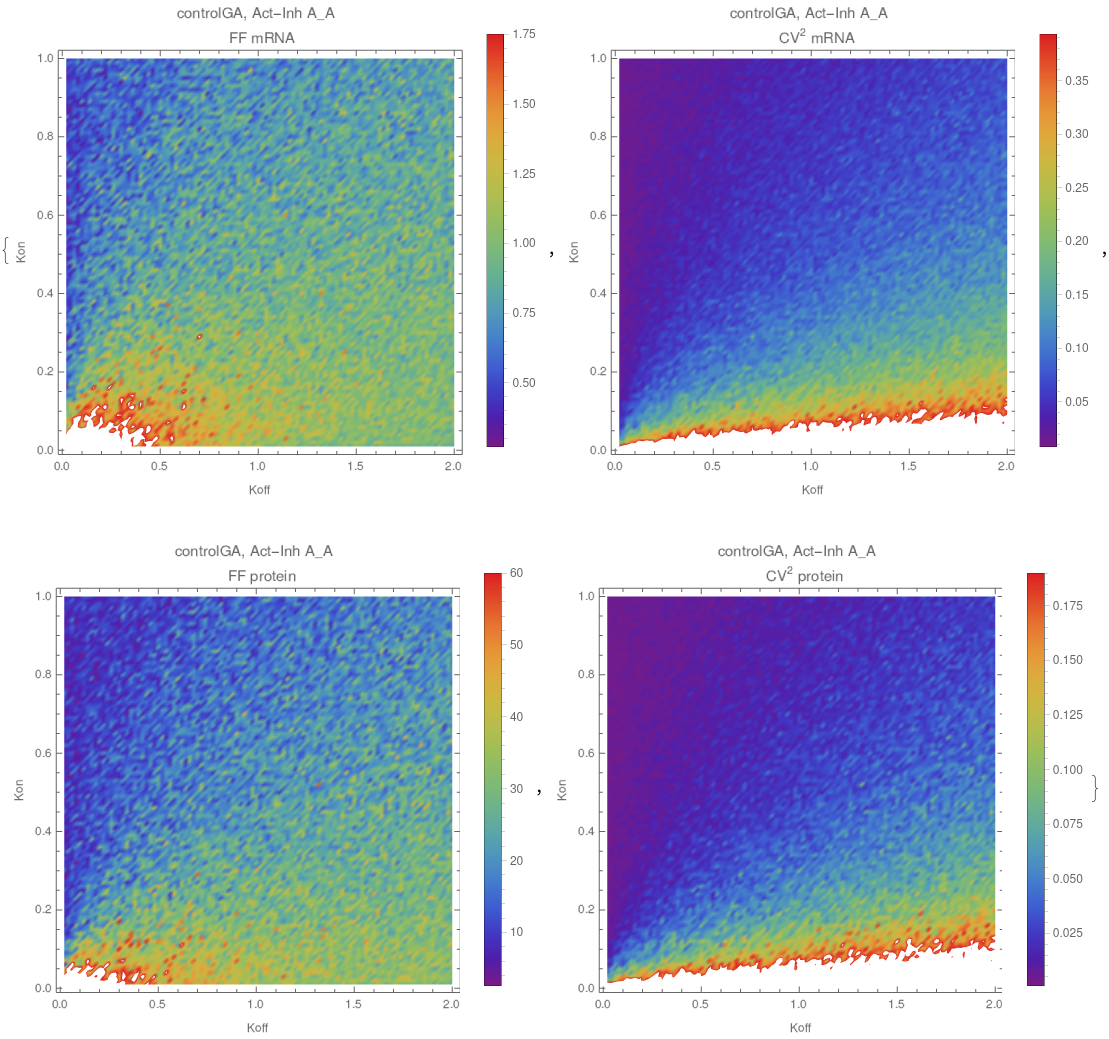 controlGA, Act−Inh A_A
FF mRNA
1.0
0.8
0.6
0.4
0.2
0.0
Kon
0.0 0.5 1.0 1.5 2.0
Koff
1.75
1.50
1.25
1.00
0.75
0.50
{
,
controlGA, Act−Inh A_A
CV² mRNA
1.0
0.8
0.6
0.4
0.2
0.0
Kon
0.0 0.5 1.0 1.5 2.0
Koff
0.35
0.30
0.25
0.20
0.15
0.10
0.05
,
controlGA, Act−Inh A_A
FF protein
1.0
0.8
0.6
0.4
0.2
0.0
Kon
0.0 0.5 1.0 1.5 2.0
Koff
60
50
40
30
20
10
,
controlGA, Act−Inh A_A
CV² protein
1.0
0.8
0.6
0.4
0.2
0.0
Kon
0.0 0.5 1.0 1.5 2.0
Koff
0.175
0.150
0.125
0.100
0.075
0.050
0.025
}